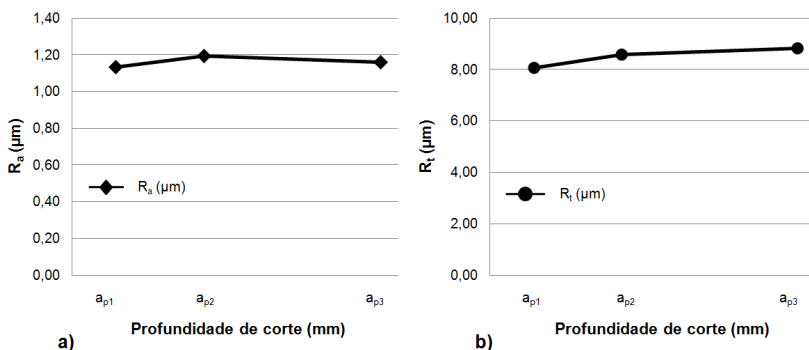 1,40
1,20
1,00
0,80
0,60
0,40
0,20
0,00
Ra (µm)
Ra (µm)
ap1 ap2 ap3
Profundidade de corte (mm)
a)
10,00
8,00
6,00
4,00
2,00
0,00
Rt (µm)
Rt (µm)
ap1 ap2 ap3
Profundidade de corte (mm)
b)